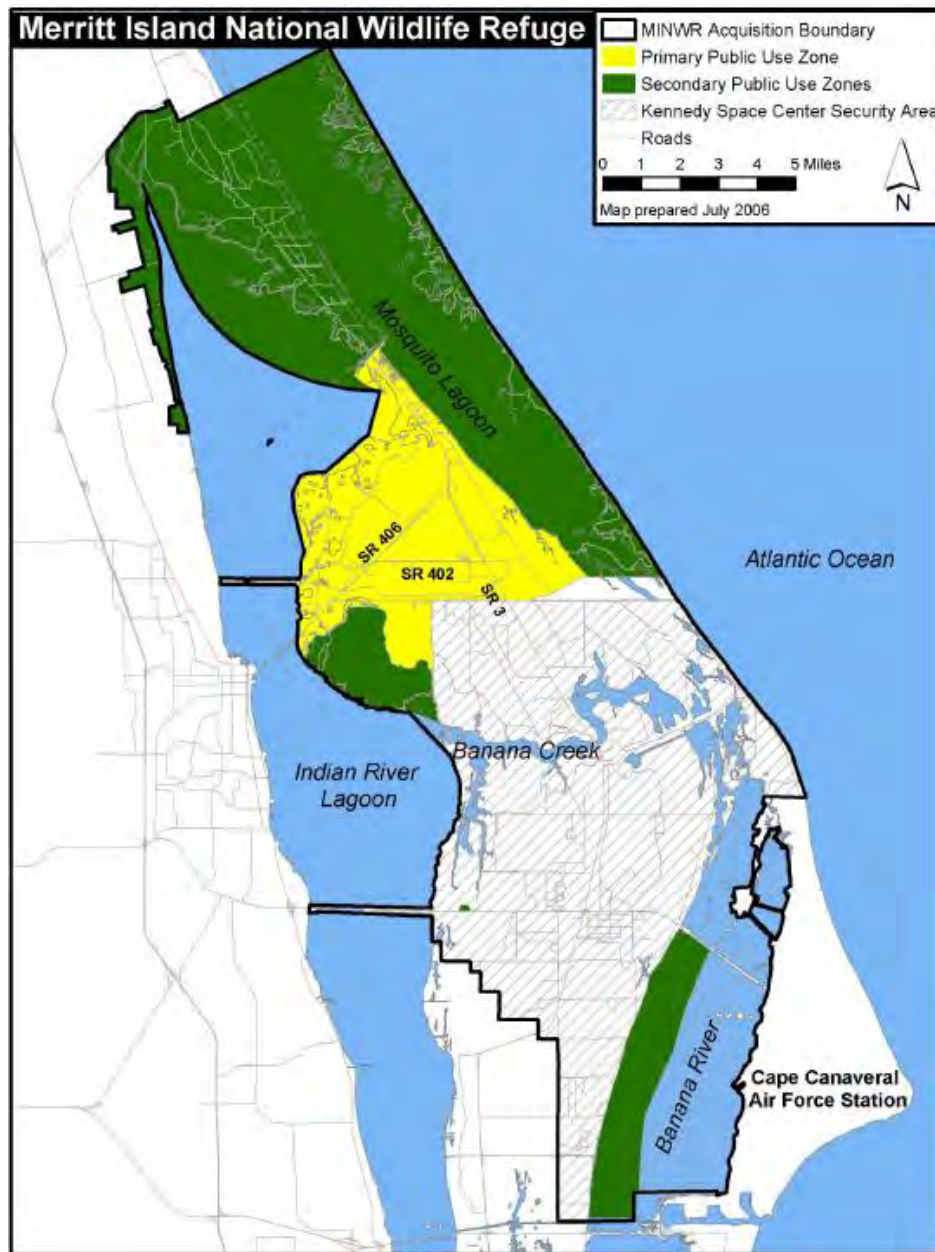 Merritt Island National Wildlife Refuge
MINWR Acquisition Boundary
Primary Public Use Zone
Secondary Public Use Zones
Kennedy Space Center Security Area
Roads
0 1 2 3 4 5 Miles
Map prepared July 2006
N
Mosquito Lagoon
SR 406
SR 402
SR 3
Atlantic Ocean
Banana Creek
Indian River
Lagoon
Banana River
Cape Canaveral
Air Force Station